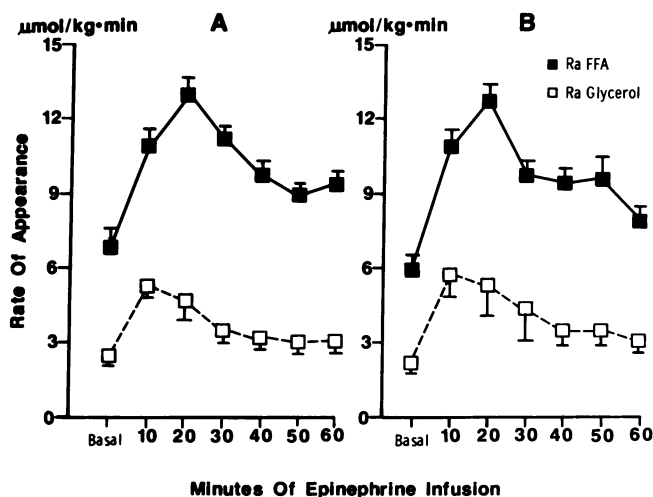 μmol/kg•min A μmol/kg•min B
15 15
■ Ra FFA
□ Ra Glycerol
12 12
9 9
6 6
3 3
0 0
Rate Of Appearance
Basal 10 20 30 40 50 60 Basal 10 20 30 40 50 60
Minutes Of Epinephrine Infusion